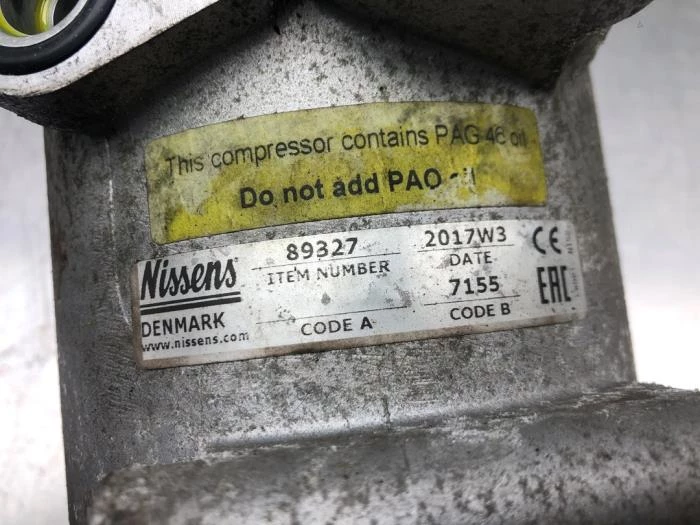 This compressor contains PAG 46 oil
Do not add PAO
Nissens
DENMARK
www.nissens.com
89327
ITEM NUMBER
CODE A
2017W3
DATE
7155
CODE B
CE
EAC